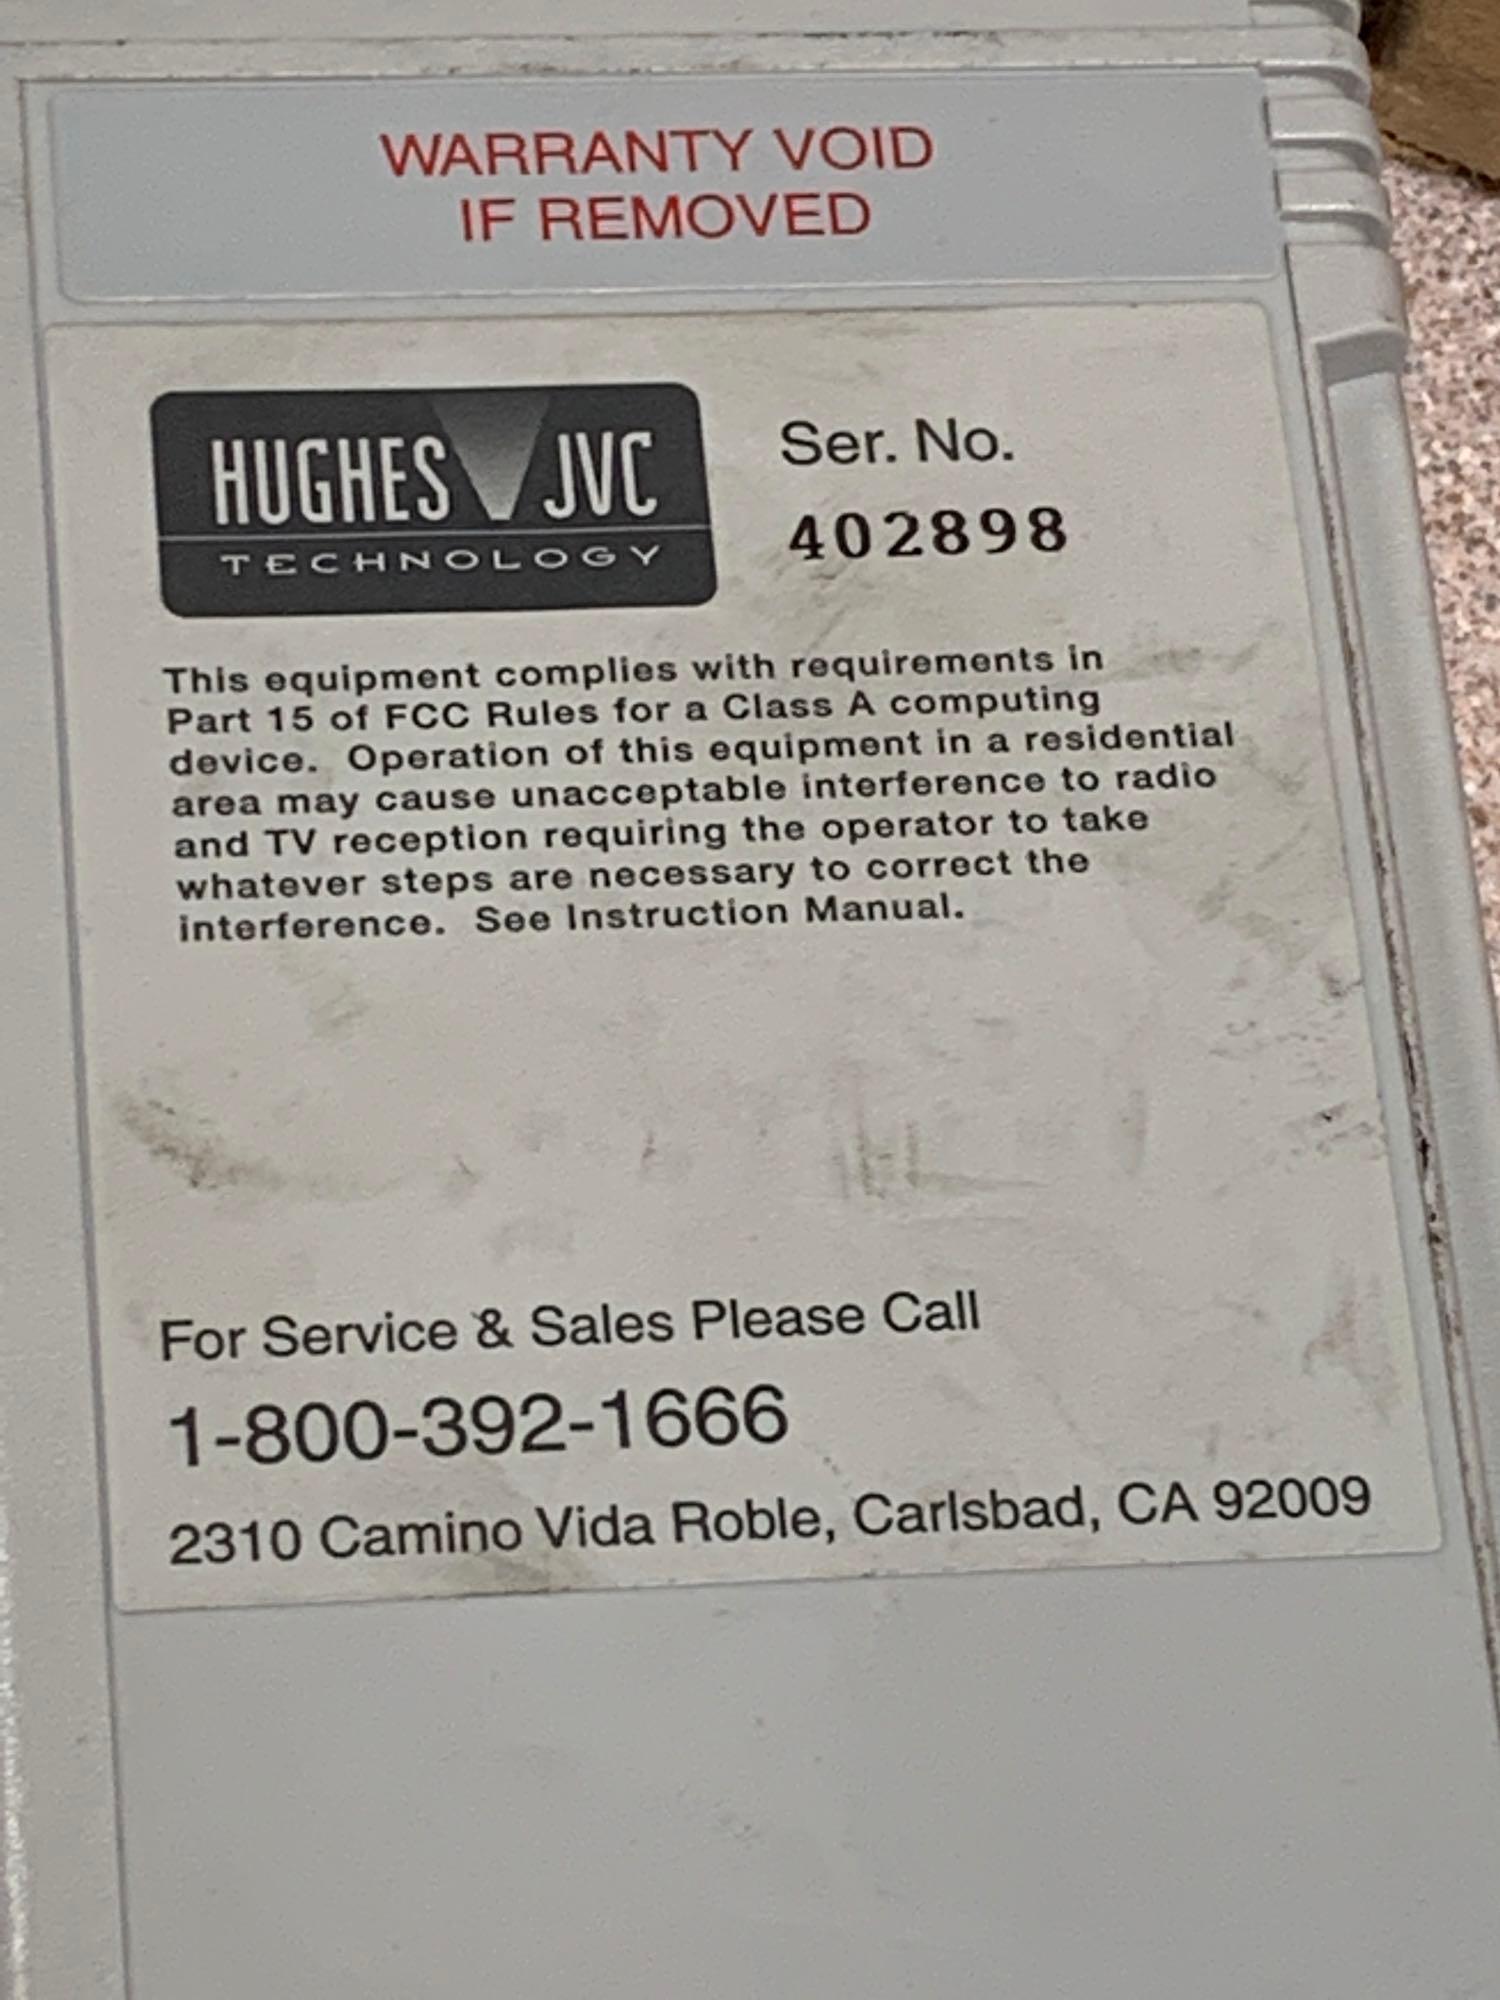 WARRANTY VOID
IF REMOVED
HUGHES JVC
TECHNOLOGY
Ser. No.
402898
This equipment complies with requirements in
Part 15 of FCC Rules for a Class A computing
device.  Operation of this equipment in a residential
area may cause unacceptable interference to radio
and TV reception requiring the operator to take
whatever steps are necessary to correct the
interference.  See Instruction Manual.
For Service & Sales Please Call
1-800-392-1666
2310 Camino Vida Roble, Carlsbad, CA 92009